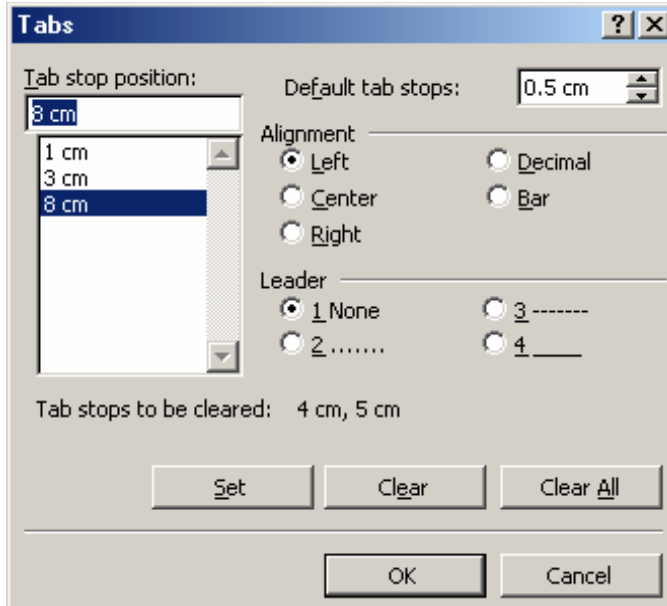 Tabs
Tab stop position:
8 cm
1 cm
3 cm
8 cm
Default tab stops: 0.5 cm
Alignment
Left
Decimal
Center
Bar
Right
Leader
1 None
3 -------
2 .......
4 ____
Tab stops to be cleared: 4 cm, 5 cm
Set
Clear
Clear All
OK
Cancel